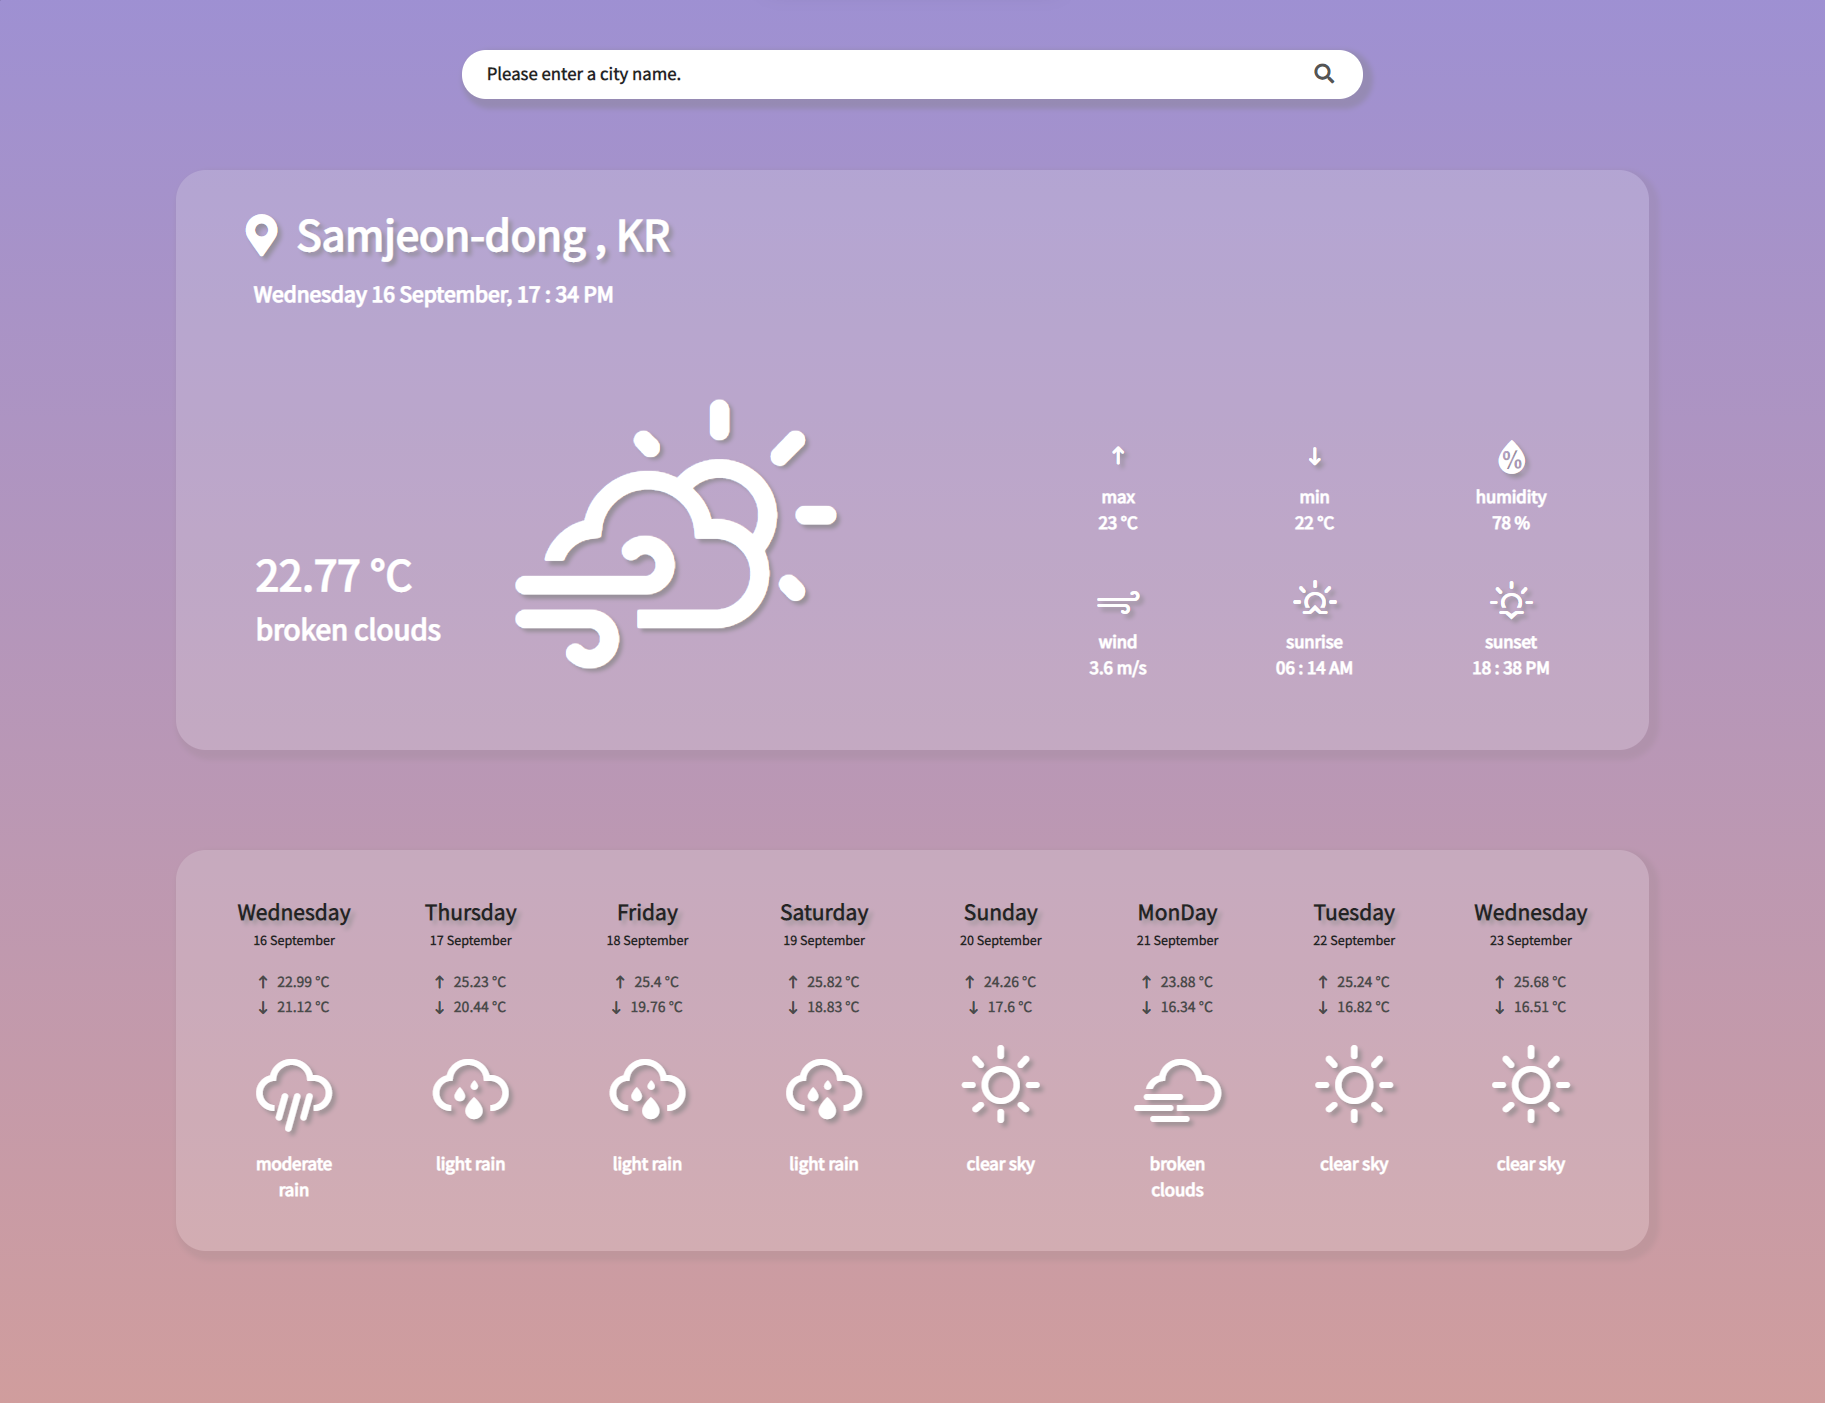 Please enter a city name.
Samjeon-dong , KR
Wednesday 16 September, 17 : 34 PM
22.77 °C
broken clouds
max
23 °C
min
22 °C
%
humidity
78 %
wind
3.6 m/s
sunrise
06 : 14 AM
sunset
18 : 38 PM
Wednesday
16 September
↑ 22.99 °C
↓ 21.12 °C
moderate
rain
Thursday
17 September
↑ 25.23 °C
↓ 20.44 °C
light rain
Friday
18 September
↑ 25.4 °C
↓ 19.76 °C
light rain
Saturday
19 September
↑ 25.82 °C
↓ 18.83 °C
light rain
Sunday
20 September
↑ 24.26 °C
↓ 17.6 °C
clear sky
MonDay
21 September
↑ 23.88 °C
↓ 16.34 °C
broken
clouds
Tuesday
22 September
↑ 25.24 °C
↓ 16.82 °C
clear sky
Wednesday
23 September
↑ 25.68 °C
↓ 16.51 °C
clear sky